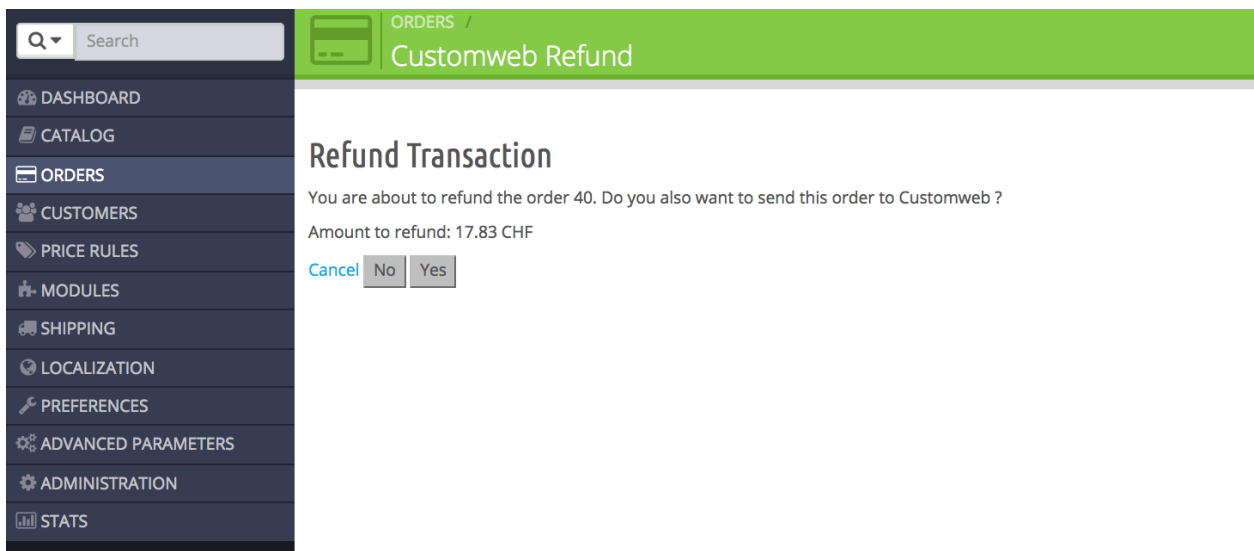 Search
DASHBOARD
CATALOG
ORDERS
CUSTOMERS
PRICE RULES
MODULES
SHIPPING
LOCALIZATION
PREFERENCES
ADVANCED PARAMETERS
ADMINISTRATION
STATS
ORDERS /
Customweb Refund
Refund Transaction
You are about to refund the order 40. Do you also want to send this order to Customweb ?
Amount to refund: 17.83 CHF
Cancel No Yes